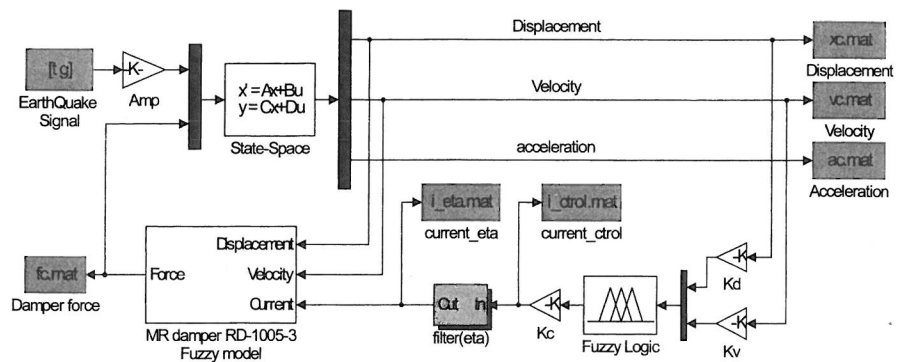 Displacement
[t g]
EarthQuake
Signal
-K-
Amp
x' = Ax+Bu
y = Cx+Du
State-Space
xc.mat
Displacement
Velocity
vc.mat
Velocity
acceleration
ac.mat
Acceleration
i_eta.mat
current_eta
i_ctrol.mat
current_ctrol
fc.mat
Damper force
Displacement
Force
Velocity
Current
MR damper RD-1005-3
Fuzzy model
Out
In
filter(eta)
-K
Kc
Fuzzy Logic
-K
Kd
-K
Kv